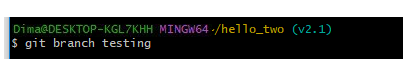 Dima@DESKTOP-KGL7KHH MINGW64 ~/hello_two (v2.1)
$ git branch testing